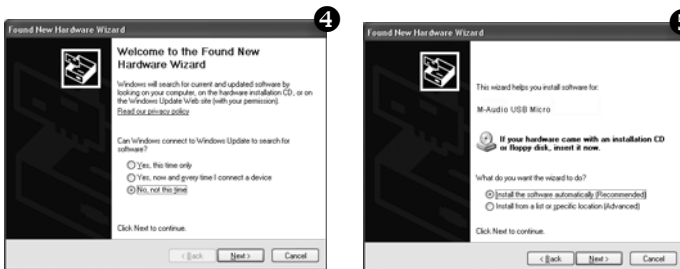 4
Found New Hardware Wizard
Welcome to the Found New
Hardware Wizard
Windows will search for current and updated software by
looking on your computer, on the hardware installation CD, or on
the Windows Update Web site (with your permission).
Read our privacy policy
Can Windows connect to Windows Update to search for
software?
Yes, this time only
Yes, now and every time I connect a device
No, not this time
Click Next to continue.
< Back
Next >
Cancel
Found New Hardware Wizard
This wizard helps you install software for:
M-Audio USB Micro
If your hardware came with an installation CD
or floppy disk, insert it now.
What do you want the wizard to do?
Install the software automatically (Recommended)
Install from a list or specific location (Advanced)
Click Next to continue.
< Back
Next >
Cancel